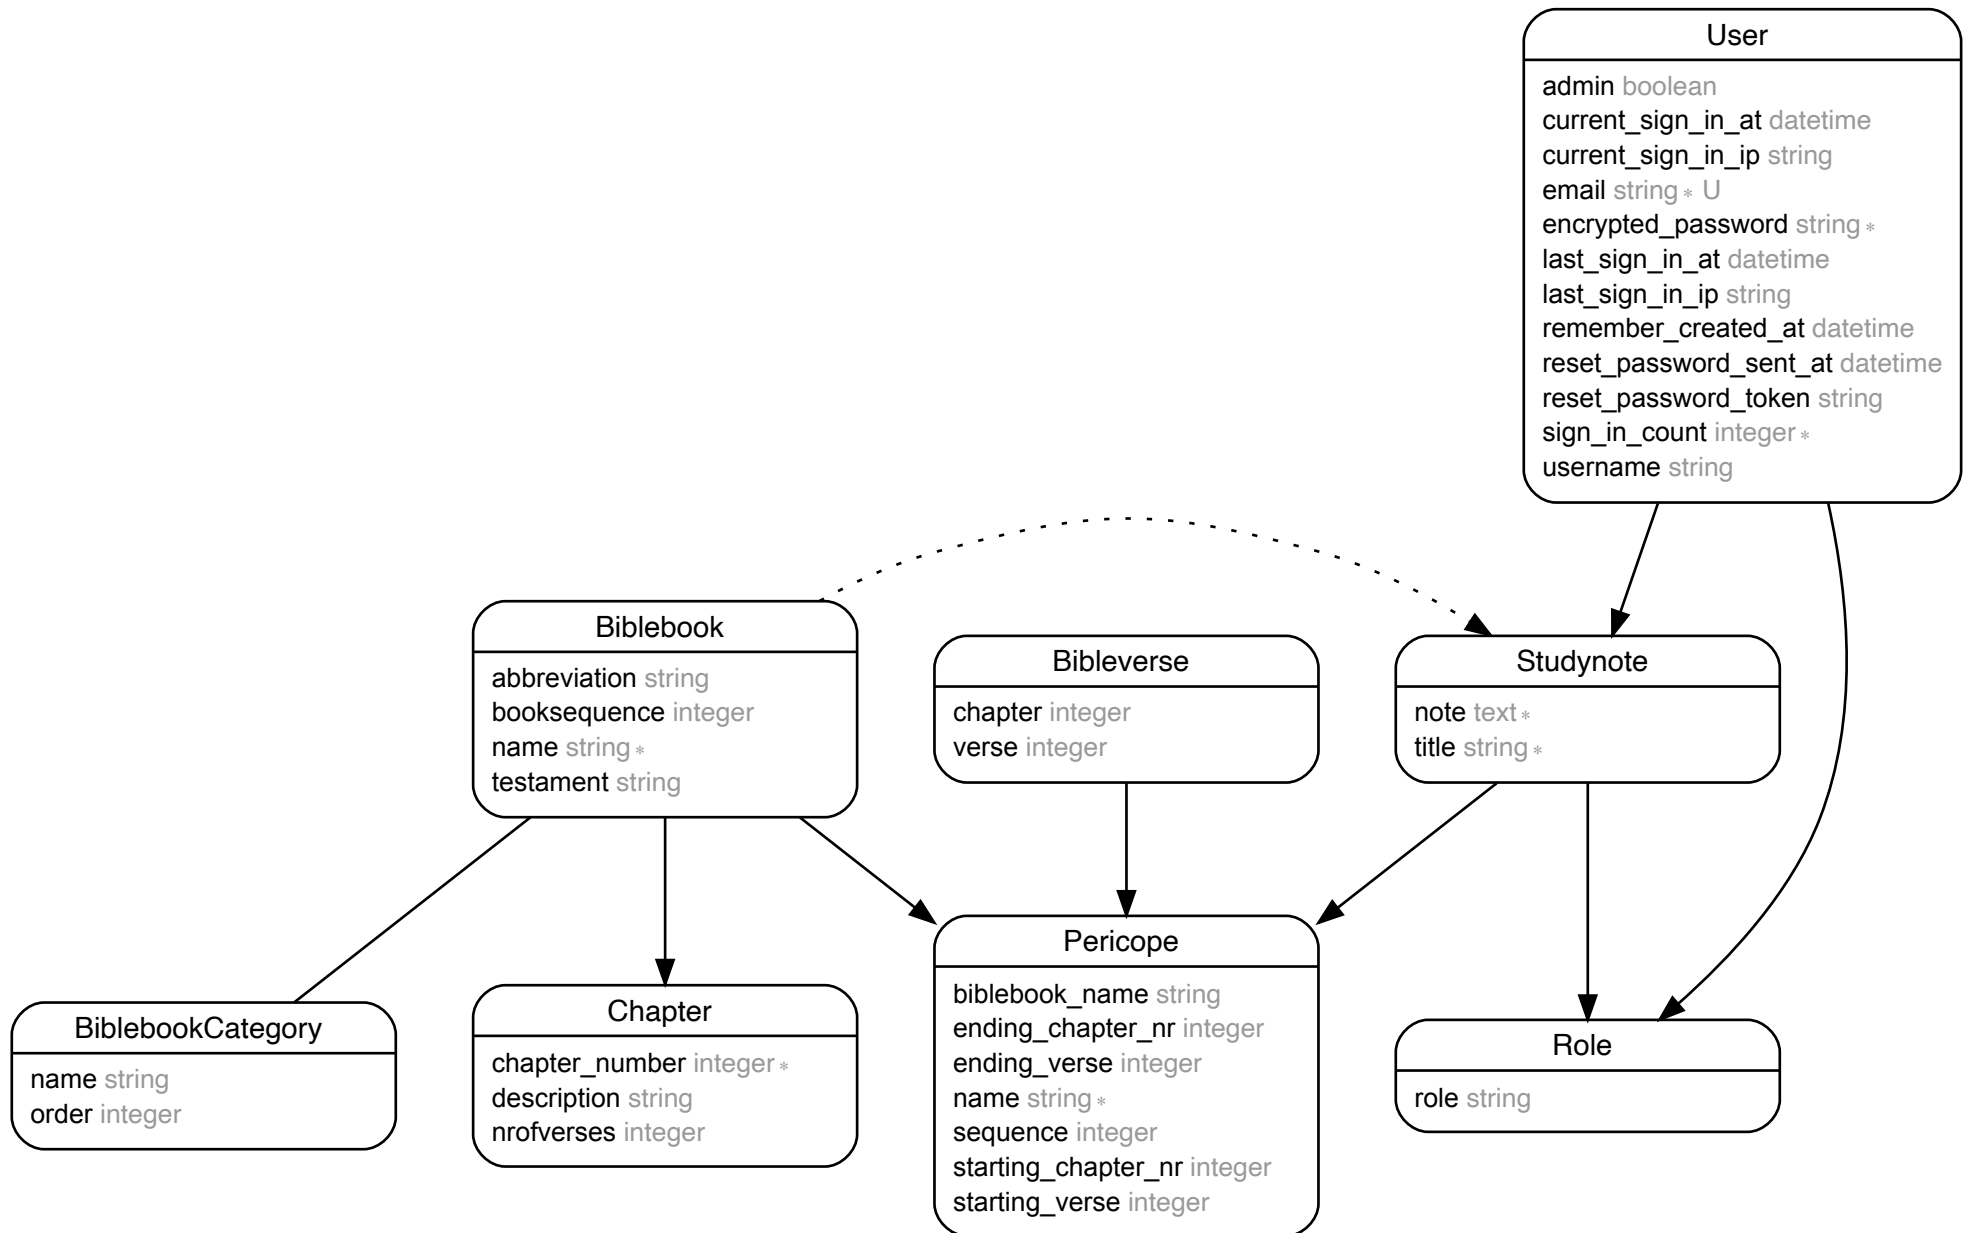 User
admin boolean
current_sign_in_at datetime
current_sign_in_ip string
email string * U
encrypted_password string *
last_sign_in_at datetime
last_sign_in_ip string
remember_created_at datetime
reset_password_sent_at datetime
reset_password_token string
sign_in_count integer *
username string
Biblebook
abbreviation string
booksequence integer
name string *
testament string
Bibleverse
chapter integer
verse integer
Studynote
note text *
title string *
BiblebookCategory
name string
order integer
Chapter
chapter_number integer *
description string
nrofverses integer
Pericope
biblebook_name string
ending_chapter_nr integer
ending_verse integer
name string *
sequence integer
starting_chapter_nr integer
starting_verse integer
Role
role string